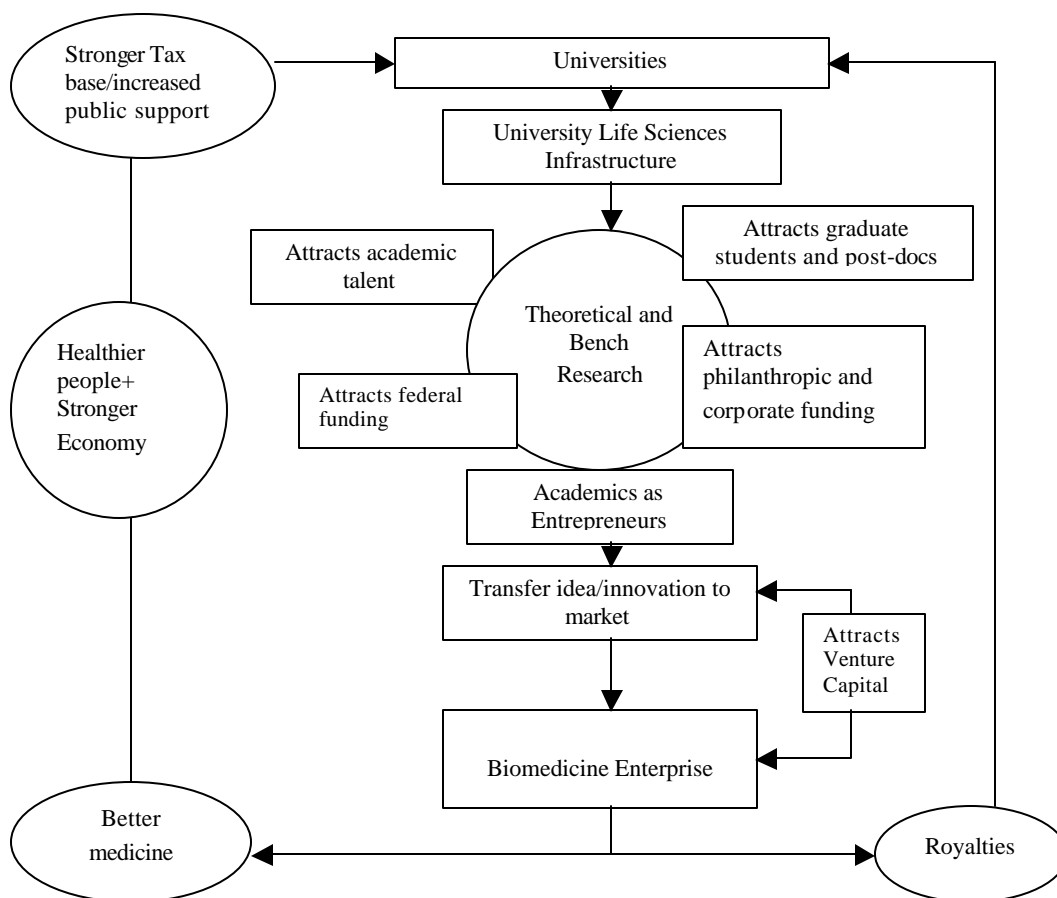 Stronger Tax
base/increased
public support
Universities
University Life Sciences
Infrastructure
Attracts academic
talent
Attracts graduate
students and post-docs
Theoretical and
Bench
Research
Healthier
people+
Stronger
Economy
Attracts federal
funding
Attracts
philanthropic and
corporate funding
Academics as
Entrepreneurs
Transfer idea/innovation to
market
Attracts
Venture
Capital
Biomedicine Enterprise
Better
medicine
Royalties